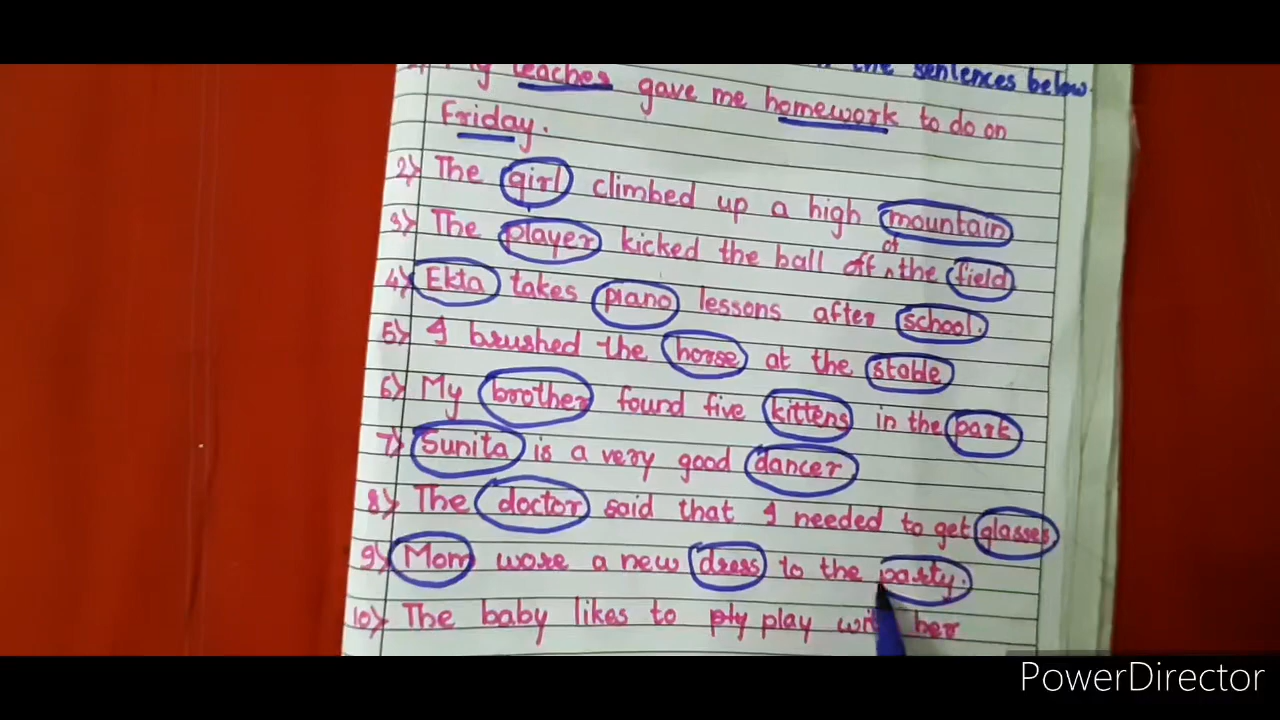 the sentences below.
My teacher gave me homework to do on
Friday.
2) The girl climbed up a high mountain
3) The player kicked the ball off of the field
4) Ekta takes piano lessons after school.
5) I brushed the horse at the stable
6) My brother found five kittens in the park
7) Sunita is a very good dancer
8) The doctor said that I needed to get glasses
9) Mom wore a new dress to the party.
10) The baby likes to ply play with her
PowerDirector